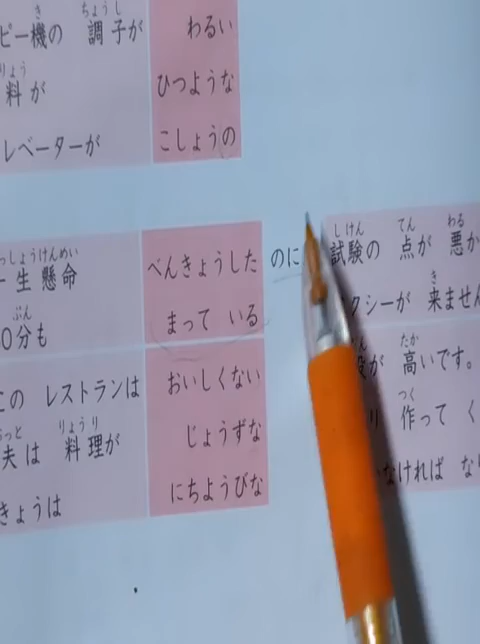 ピー機の 調子が わるい
料が ひつような
レベーターが こしょうの
一生懸命 べんきょうした のに 試験の 点が 悪か
0分も まって いる クシーが 来ません
この レストランは おいしくない が 高いです。
夫は 料理が じょうずな 作って く
きょうは にちようびな なければ な